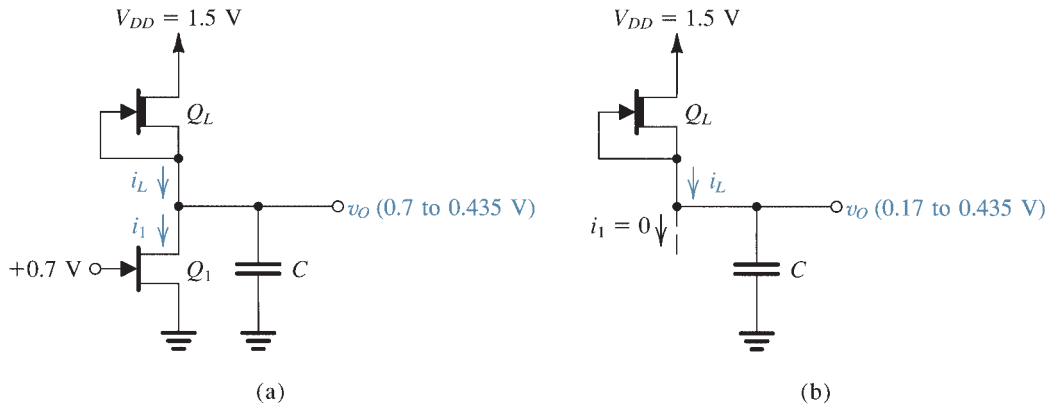 V_DD = 1.5 V
Q_L
i_L
v_O (0.7 to 0.435 V)
i_1
+0.7 V
Q_1
C
(a)
V_DD = 1.5 V
Q_L
i_L
v_O (0.17 to 0.435 V)
i_1 = 0
C
(b)